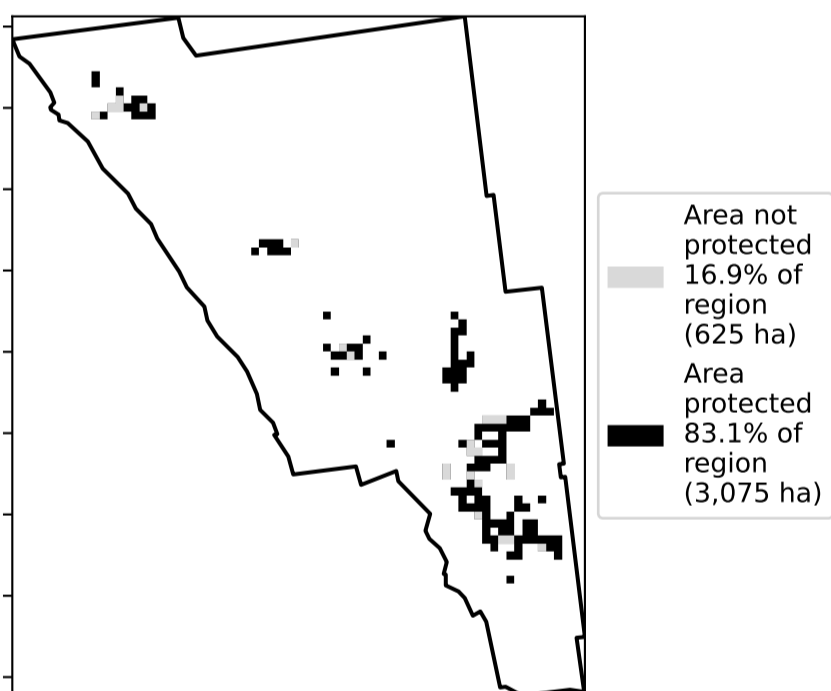 Area not
protected
16.9% of
region
(625 ha)
Area
protected
83.1% of
region
(3,075 ha)